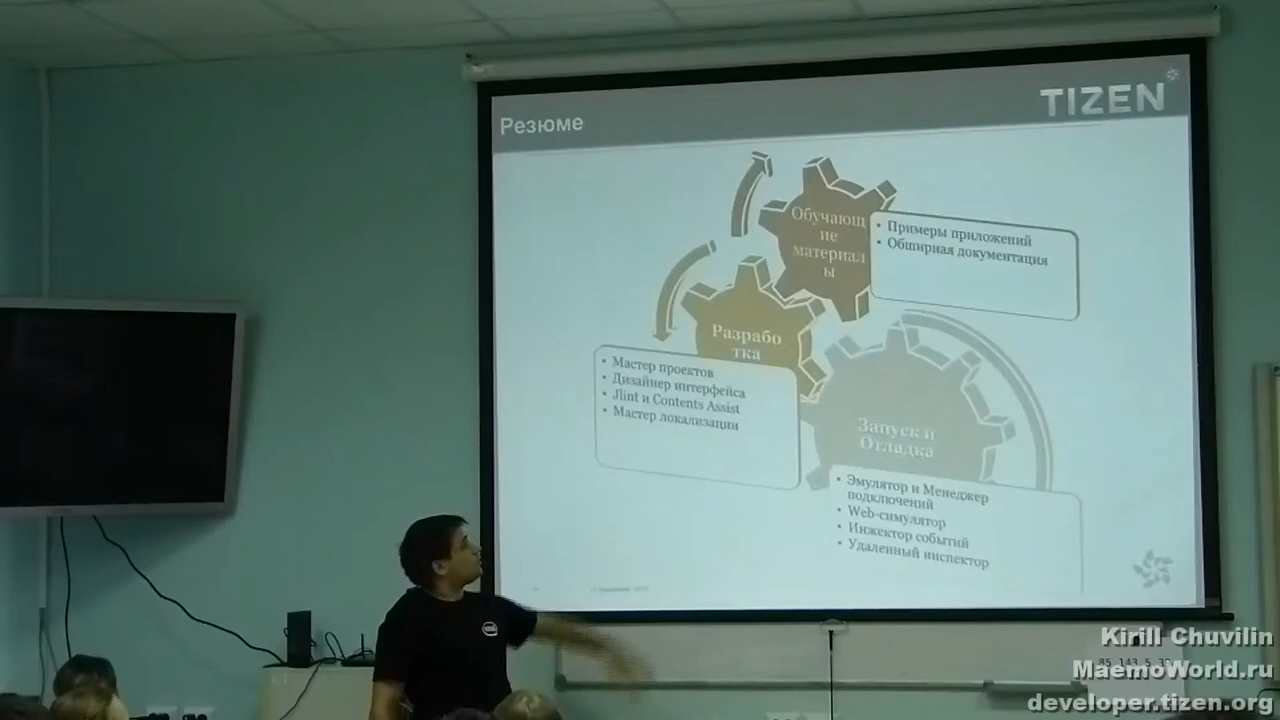 Резюме
TIZEN
Обучающ
ие
материал
ы
• Примеры приложений
• Обширная документация
Разрабо
тка
• Мастер проектов
• Дизайнер интерфейса
• Jlint и Contents Assist
• Мастер локализации
Запуск и
Отладка
• Эмулятор и Менеджер
подключений
• Web-симулятор
• Инжектор событий
• Удаленный инспектор
Kirill Chuvilin
MaemoWorld.ru
developer.tizen.org